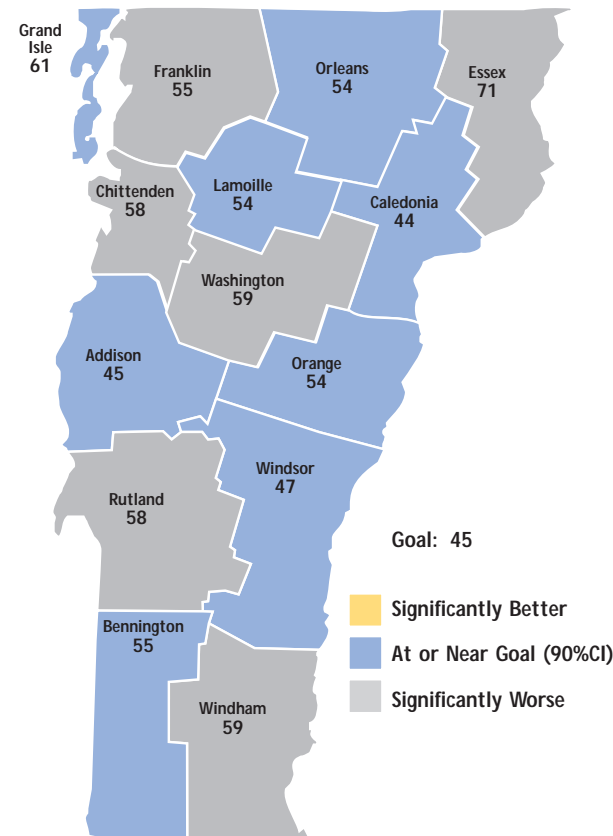 Grand
Isle
61
Franklin
55
Orleans
54
Essex
71
Chittenden
58
Lamoille
54
Caledonia
44
Washington
59
Addison
45
Orange
54
Windsor
47
Rutland
58
Goal: 45
Significantly Better
Bennington
55
At or Near Goal (90%CI)
Significantly Worse
Windham
59